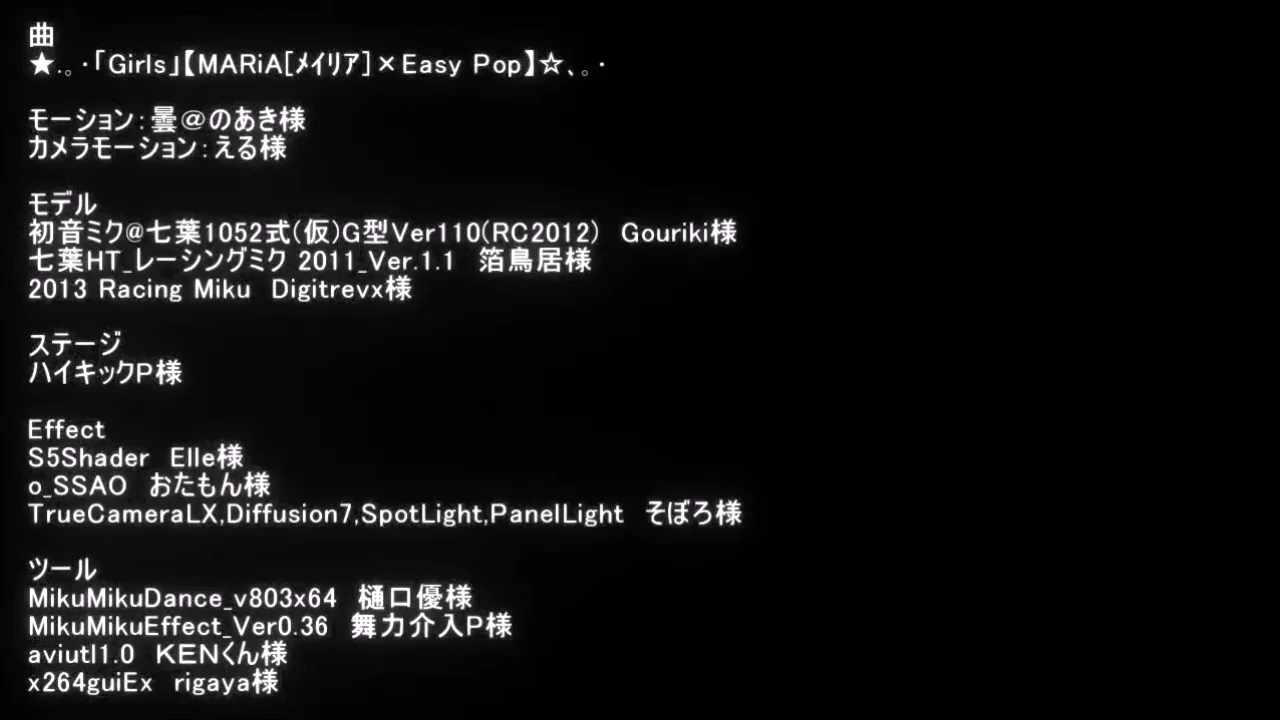 曲
★.。・「Girls」【MARiA[メイリア]×Easy Pop】☆、。・
モーション：曇＠のあき様
カメラモーション：える様
モデル
初音ミク@七葉1052式(仮)G型Ver110(RC2012)　Gouriki様
七葉HT_レーシングミク 2011_Ver.1.1　箔鳥居様
2013 Racing Miku　Digitrevx様
ステージ
ハイキックP様
Effect
S5Shader　Elle様
o_SSAO　おたもん様
TrueCameraLX,Diffusion7,SpotLight,PanelLight　そぼろ様
ツール
MikuMikuDance_v803x64　樋口優様
MikuMikuEffect_Ver0.36　舞力介入P様
aviutl1.0　ＫＥＮくん様
x264guiEx　rigaya様